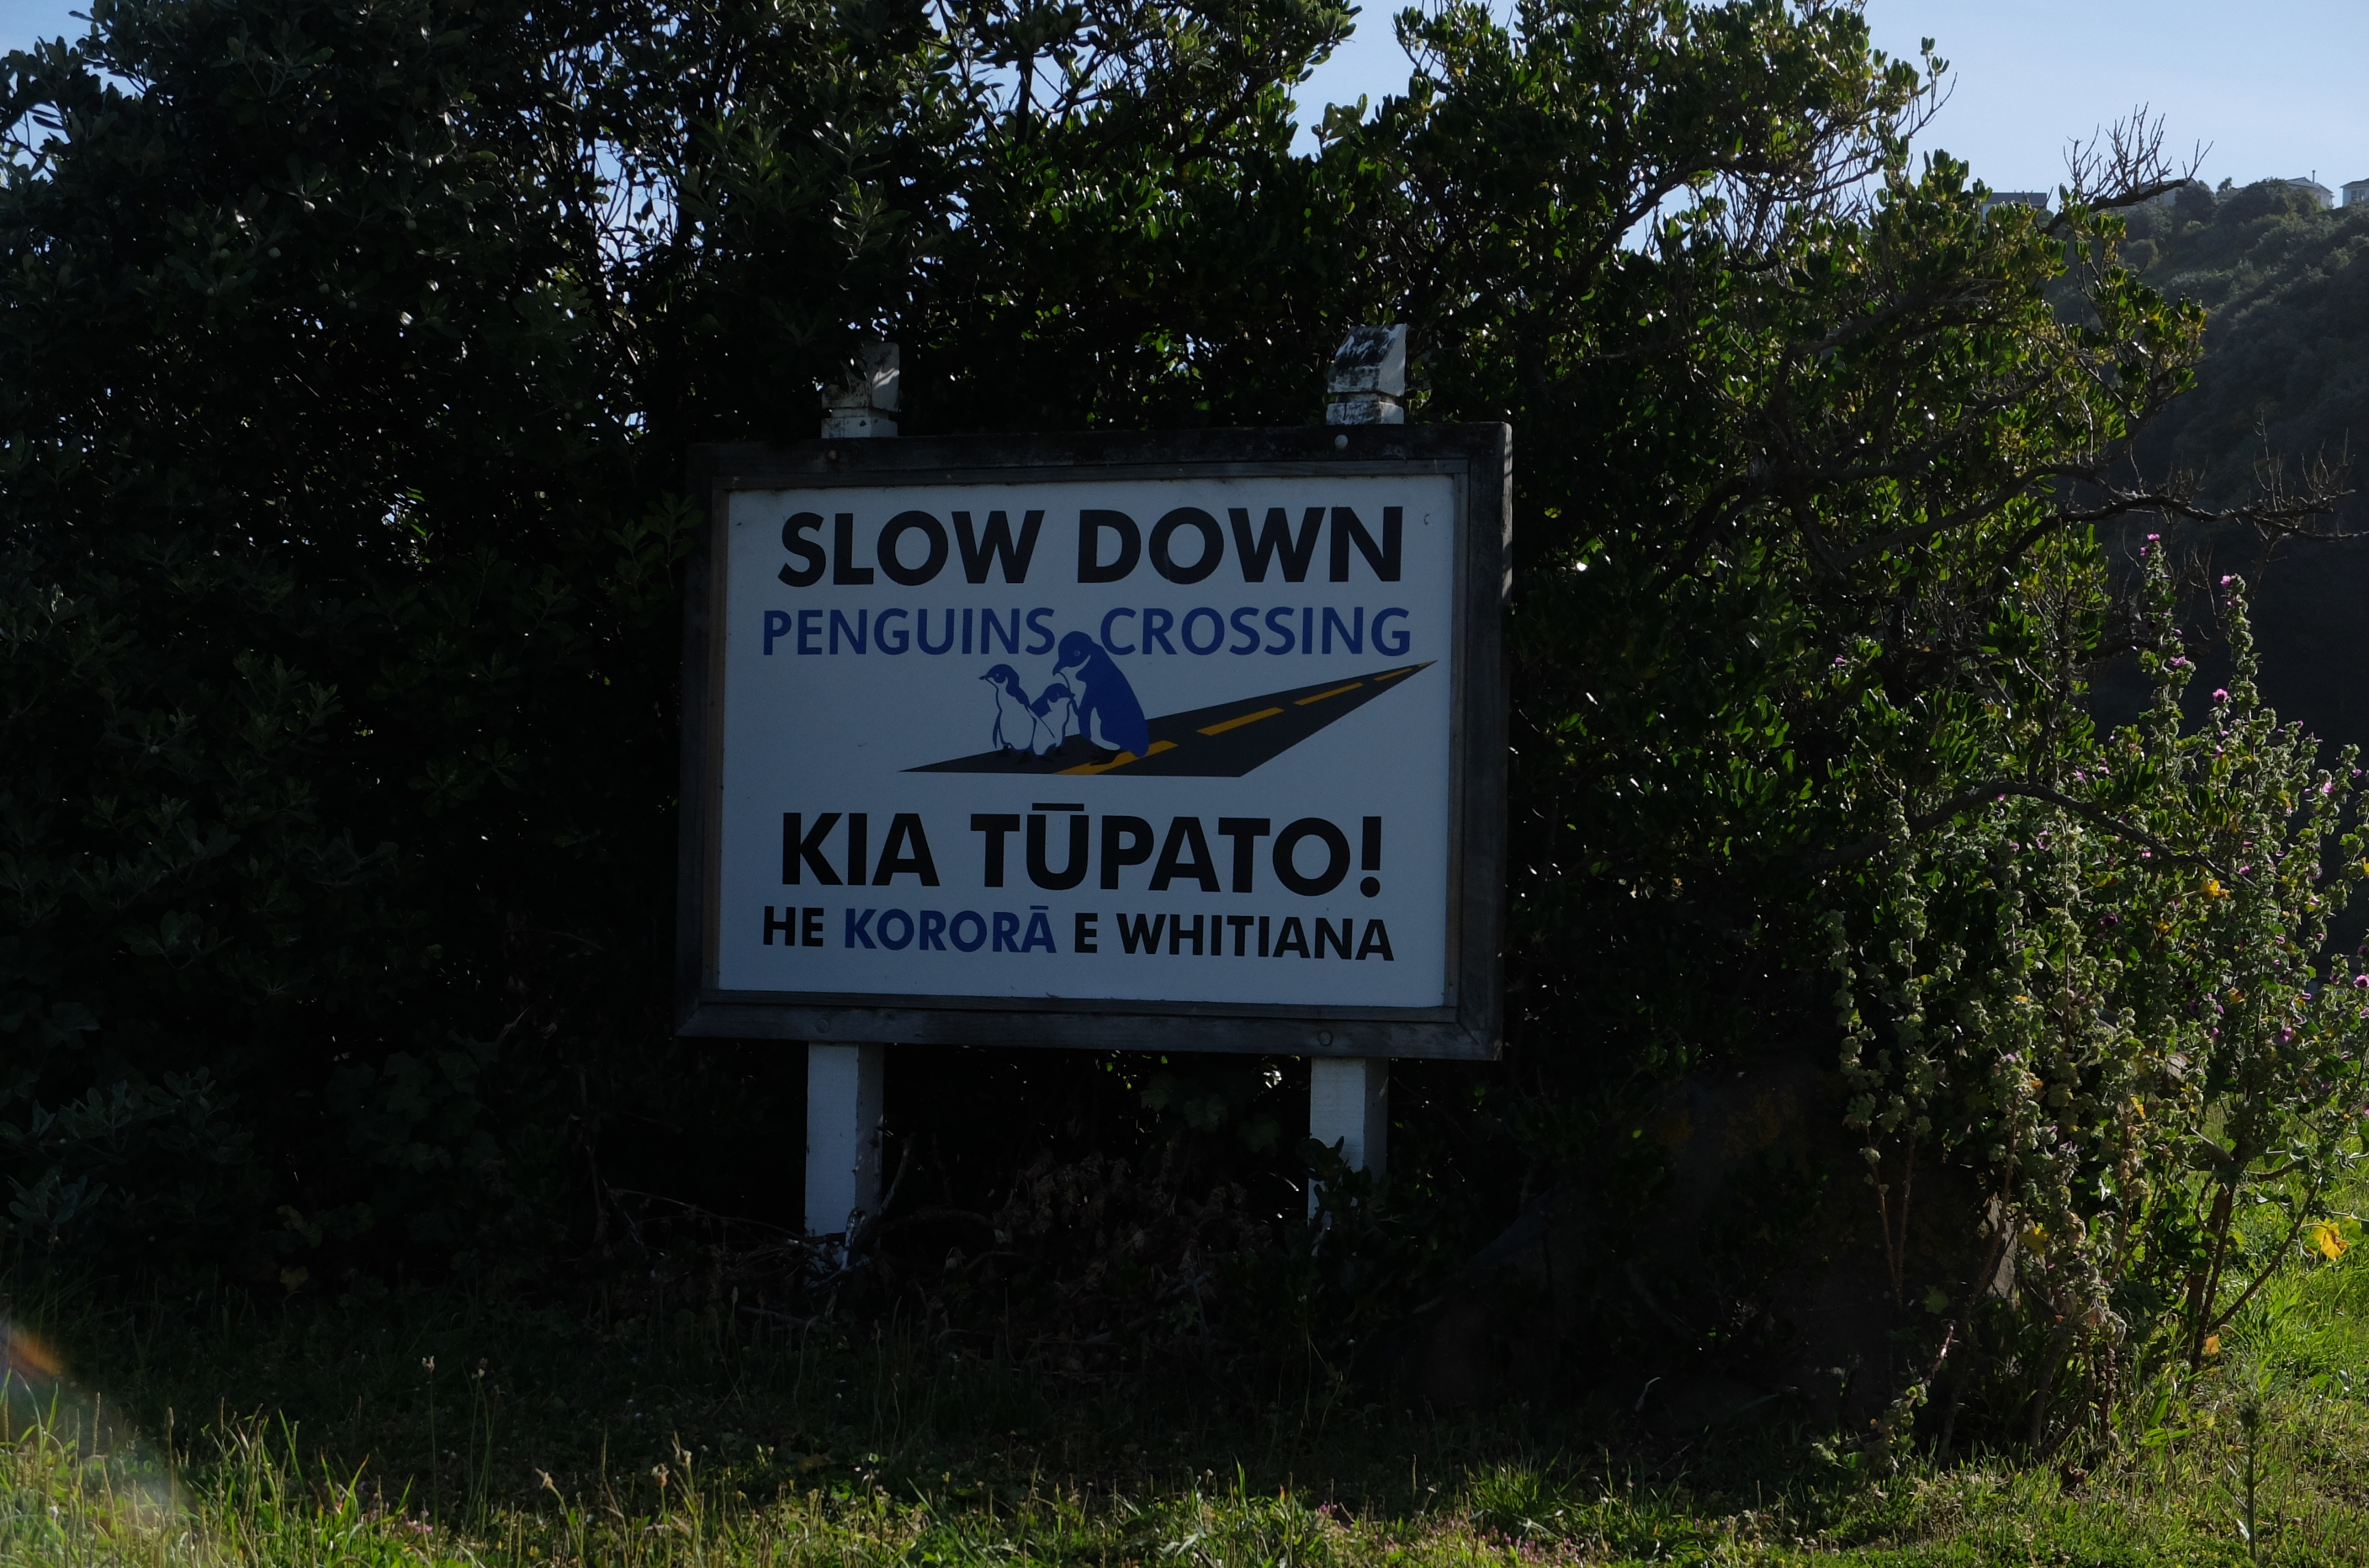 SLOW DOWN
PENGUINS CROSSING
KIA TŪPATO!
HE KORORĀ E WHITIANA